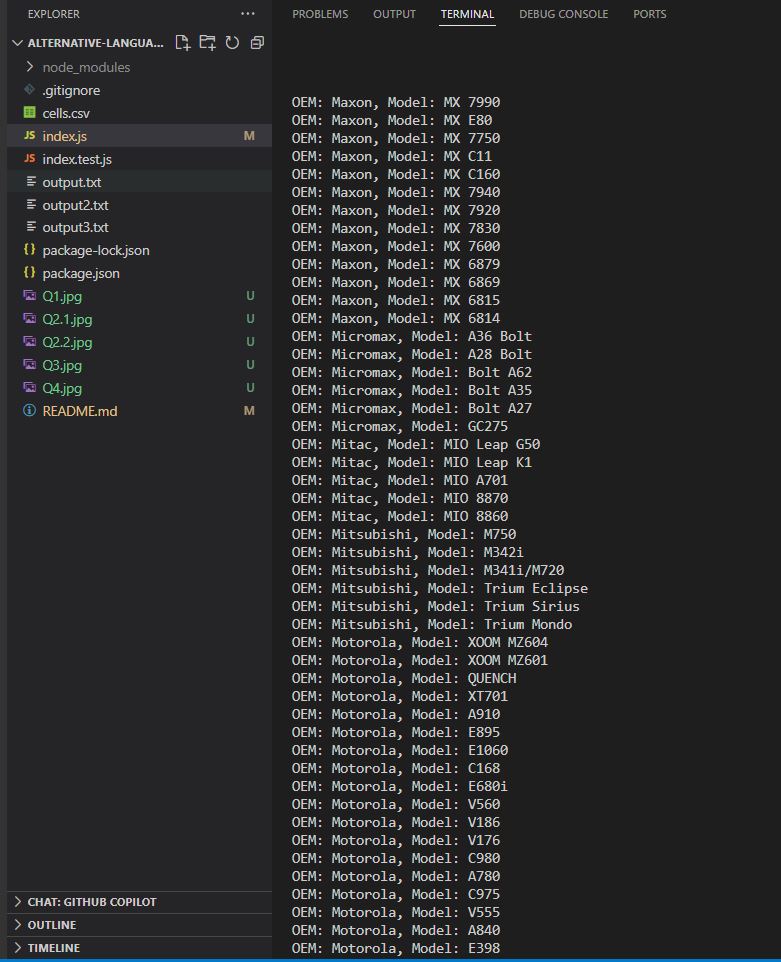 EXPLORER
ALTERNATIVE-LANGUA...
node_modules
.gitignore
cells.csv
JS index.js M
JS index.test.js
output.txt
output2.txt
output3.txt
{} package-lock.json
{} package.json
Q1.jpg U
Q2.1.jpg U
Q2.2.jpg U
Q3.jpg U
Q4.jpg U
README.md M
CHAT: GITHUB COPILOT
OUTLINE
TIMELINE
PROBLEMS OUTPUT TERMINAL DEBUG CONSOLE PORTS
OEM: Maxon, Model: MX 7990
OEM: Maxon, Model: MX E80
OEM: Maxon, Model: MX 7750
OEM: Maxon, Model: MX C11
OEM: Maxon, Model: MX C160
OEM: Maxon, Model: MX 7940
OEM: Maxon, Model: MX 7920
OEM: Maxon, Model: MX 7830
OEM: Maxon, Model: MX 7600
OEM: Maxon, Model: MX 6879
OEM: Maxon, Model: MX 6869
OEM: Maxon, Model: MX 6815
OEM: Maxon, Model: MX 6814
OEM: Micromax, Model: A36 Bolt
OEM: Micromax, Model: A28 Bolt
OEM: Micromax, Model: Bolt A62
OEM: Micromax, Model: Bolt A35
OEM: Micromax, Model: Bolt A27
OEM: Micromax, Model: GC275
OEM: Mitac, Model: MIO Leap G50
OEM: Mitac, Model: MIO Leap K1
OEM: Mitac, Model: MIO A701
OEM: Mitac, Model: MIO 8870
OEM: Mitac, Model: MIO 8860
OEM: Mitsubishi, Model: M750
OEM: Mitsubishi, Model: M342i
OEM: Mitsubishi, Model: M341i/M720
OEM: Mitsubishi, Model: Trium Eclipse
OEM: Mitsubishi, Model: Trium Sirius
OEM: Mitsubishi, Model: Trium Mondo
OEM: Motorola, Model: XOOM MZ604
OEM: Motorola, Model: XOOM MZ601
OEM: Motorola, Model: QUENCH
OEM: Motorola, Model: XT701
OEM: Motorola, Model: A910
OEM: Motorola, Model: E895
OEM: Motorola, Model: E1060
OEM: Motorola, Model: C168
OEM: Motorola, Model: E680i
OEM: Motorola, Model: V560
OEM: Motorola, Model: V186
OEM: Motorola, Model: V176
OEM: Motorola, Model: C980
OEM: Motorola, Model: A780
OEM: Motorola, Model: C975
OEM: Motorola, Model: V555
OEM: Motorola, Model: A840
OEM: Motorola, Model: E398